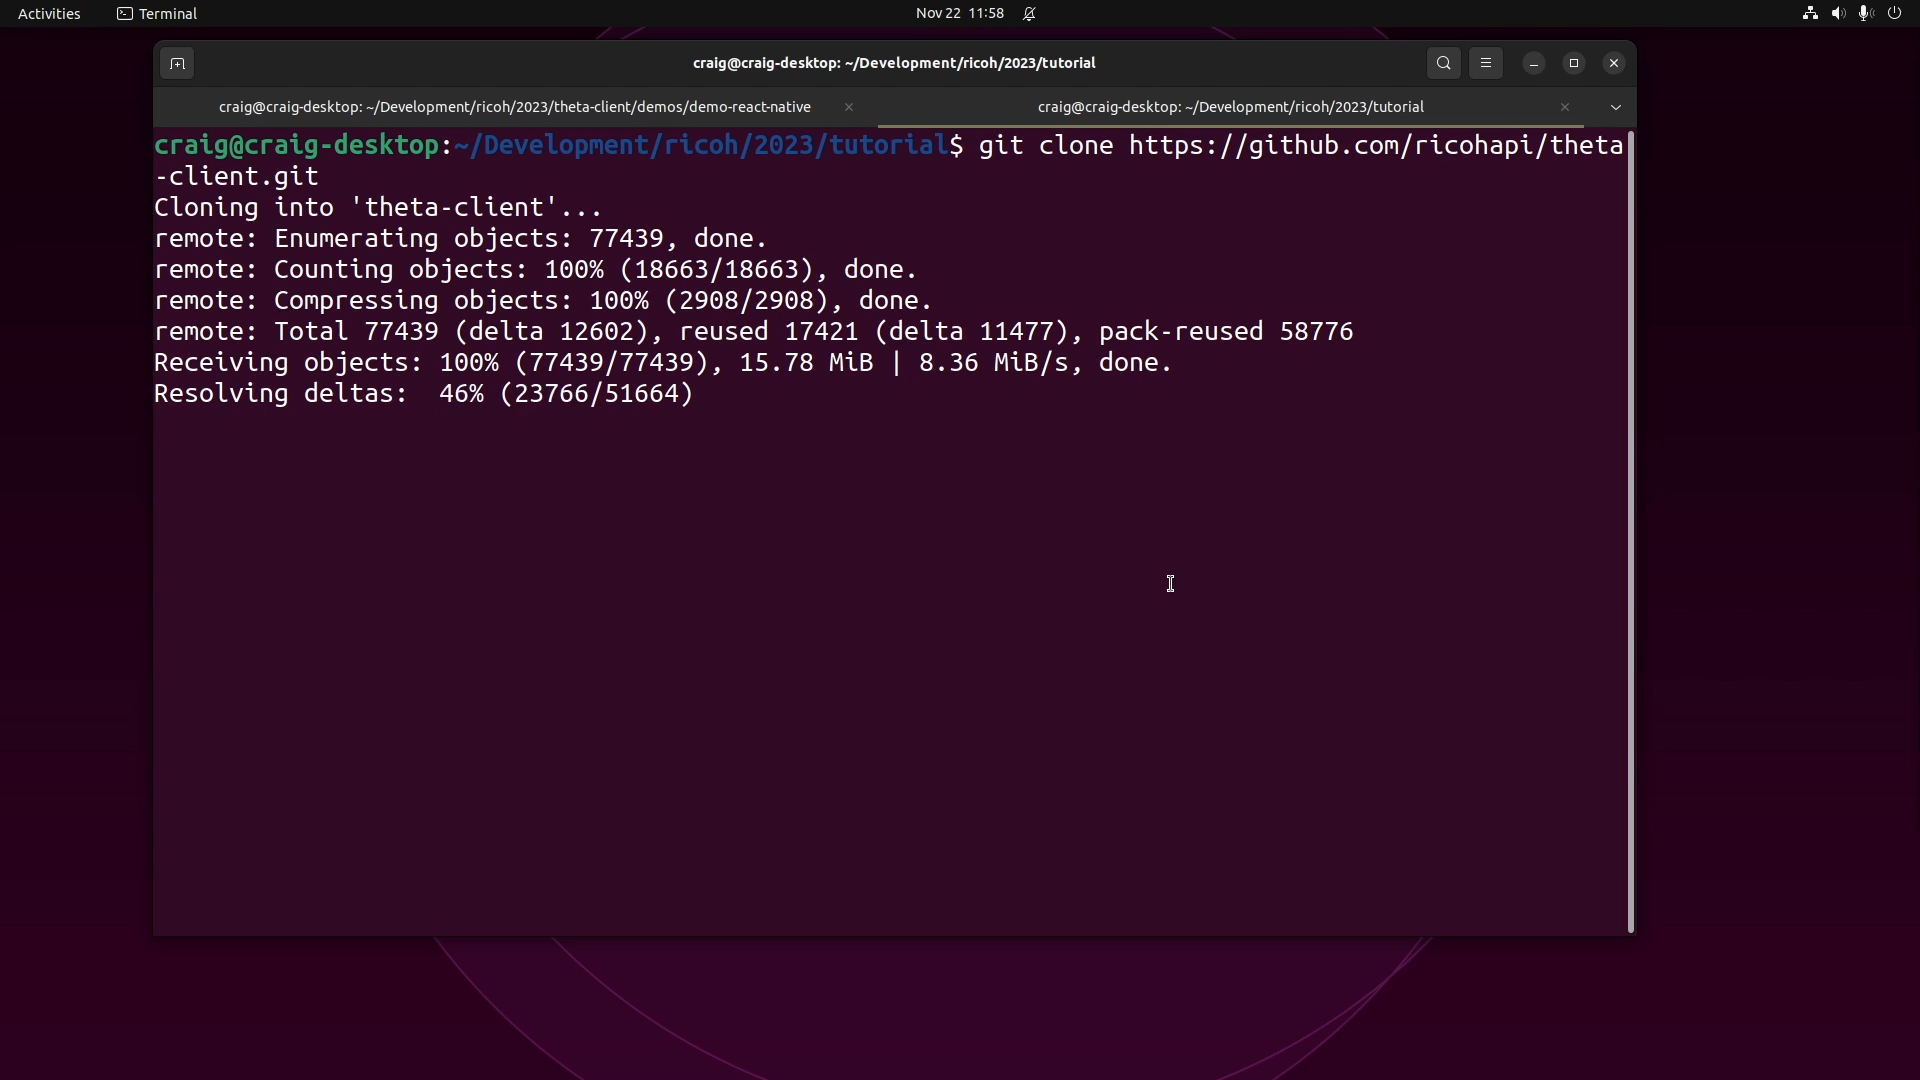 Activities Terminal Nov 22 11:58
craig@craig-desktop: ~/Development/ricoh/2023/tutorial
craig@craig-desktop: ~/Development/ricoh/2023/theta-client/demos/demo-react-native craig@craig-desktop: ~/Development/ricoh/2023/tutorial
craig@craig-desktop:~/Development/ricoh/2023/tutorial$ git clone https://github.com/ricohapi/theta
-client.git
Cloning into 'theta-client'...
remote: Enumerating objects: 77439, done.
remote: Counting objects: 100% (18663/18663), done.
remote: Compressing objects: 100% (2908/2908), done.
remote: Total 77439 (delta 12602), reused 17421 (delta 11477), pack-reused 58776
Receiving objects: 100% (77439/77439), 15.78 MiB | 8.36 MiB/s, done.
Resolving deltas:  46% (23766/51664)